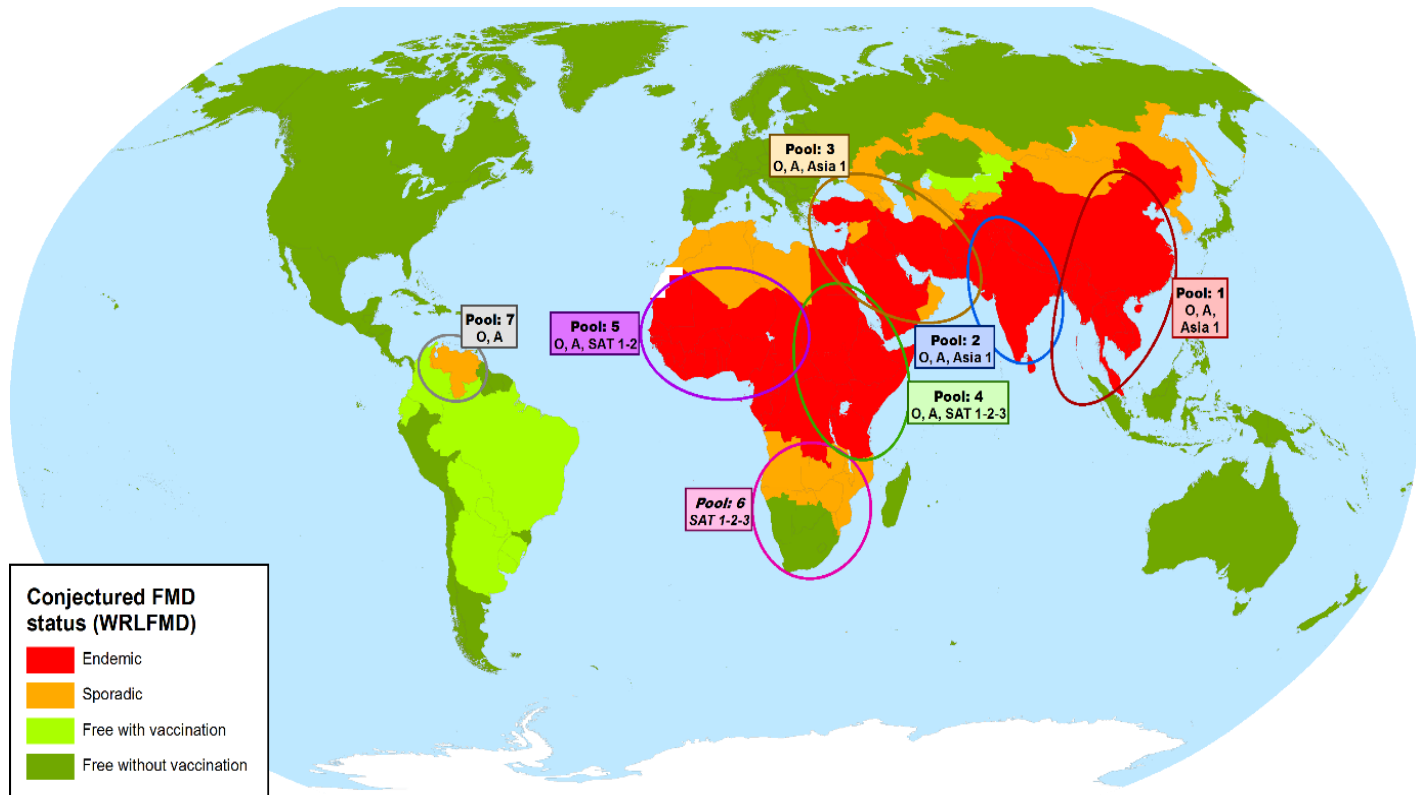 Pool: 3
O, A, Asia 1
Pool: 1
O, A,
Asia 1
Pool: 7
O, A
Pool: 5
O, A, SAT 1-2
Pool: 2
O, A, Asia 1
Pool: 4
O, A, SAT 1-2-3
Pool: 6
SAT 1-2-3
Conjectured FMD
status (WRLFMD)
Endemic
Sporadic
Free with vaccination
Free without vaccination